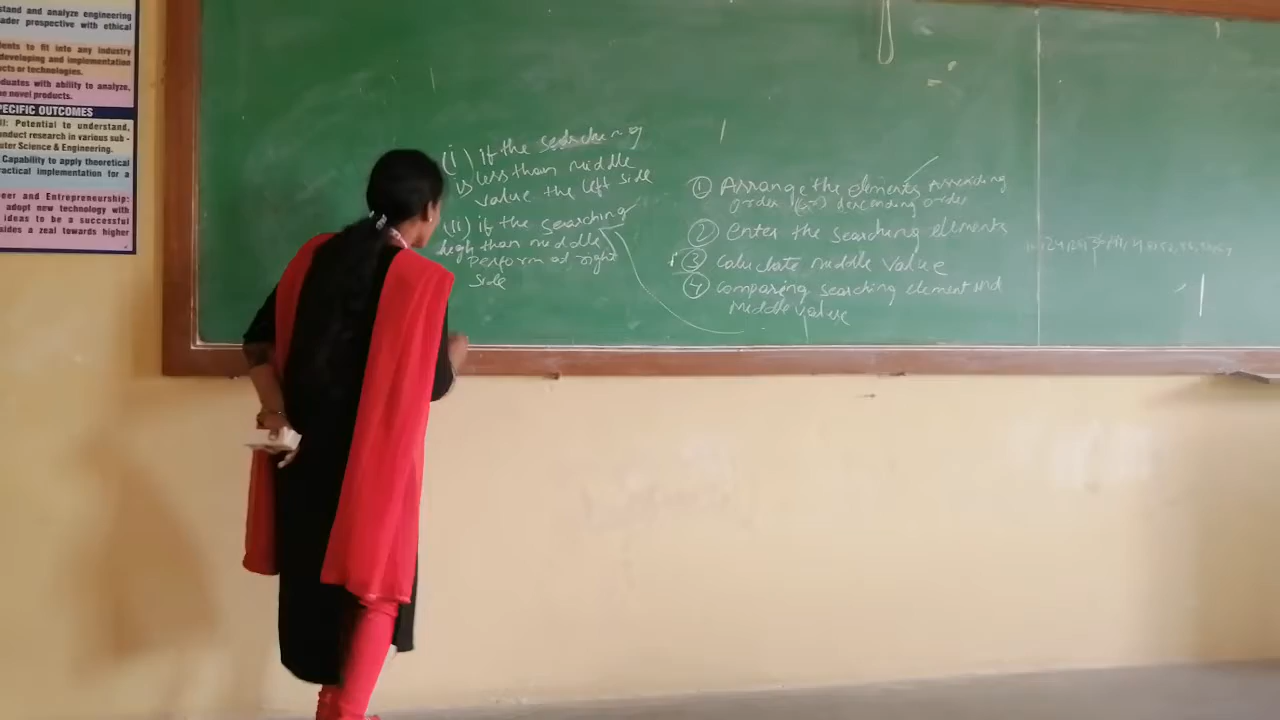 stand and analyze engineering
ader prospective with ethical
ents to fit into any industry
developing and implementation
cts or technologies.
duates with ability to analyze,
e novel products.
PECIFIC OUTCOMES
ll: Potential to understand,
onduct research in various sub -
uter Science & Engineering.
Capability to apply theoretical
ractical implementation for a
eer and Entrepreneurship:
adopt new technology with
ideas to be a successful
sides a zeal towards higher
(i) if the searching
is less than middle
value the left side
(ii) if the searching
high than middle
perform at right
side
① Arrange the elements Assending
order (or) descending order
② Enter the searching elements
③ calculate middle value
④ comparing searching element and
middle value